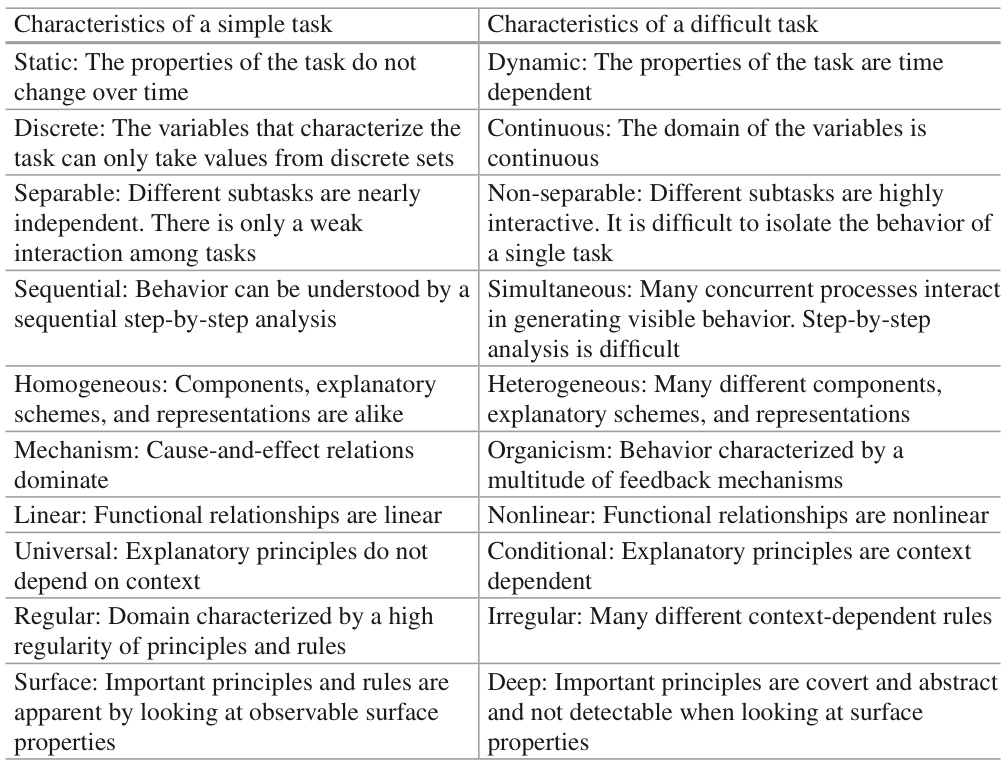 Characteristics of a simple task
Characteristics of a difficult task
Static: The properties of the task do not
change over time
Dynamic: The properties of the task are time
dependent
Discrete: The variables that characterize the
task can only take values from discrete sets
Continuous: The domain of the variables is
continuous
Separable: Different subtasks are nearly
independent. There is only a weak
interaction among tasks
Non-separable: Different subtasks are highly
interactive. It is difficult to isolate the behavior of
a single task
Sequential: Behavior can be understood by a
sequential step-by-step analysis
Simultaneous: Many concurrent processes interact
in generating visible behavior. Step-by-step
analysis is difficult
Homogeneous: Components, explanatory
schemes, and representations are alike
Heterogeneous: Many different components,
explanatory schemes, and representations
Mechanism: Cause-and-effect relations
dominate
Organicism: Behavior characterized by a
multitude of feedback mechanisms
Linear: Functional relationships are linear
Nonlinear: Functional relationships are nonlinear
Universal: Explanatory principles do not
depend on context
Conditional: Explanatory principles are context
dependent
Regular: Domain characterized by a high
regularity of principles and rules
Irregular: Many different context-dependent rules
Surface: Important principles and rules are
apparent by looking at observable surface
properties
Deep: Important principles are covert and abstract
and not detectable when looking at surface
properties